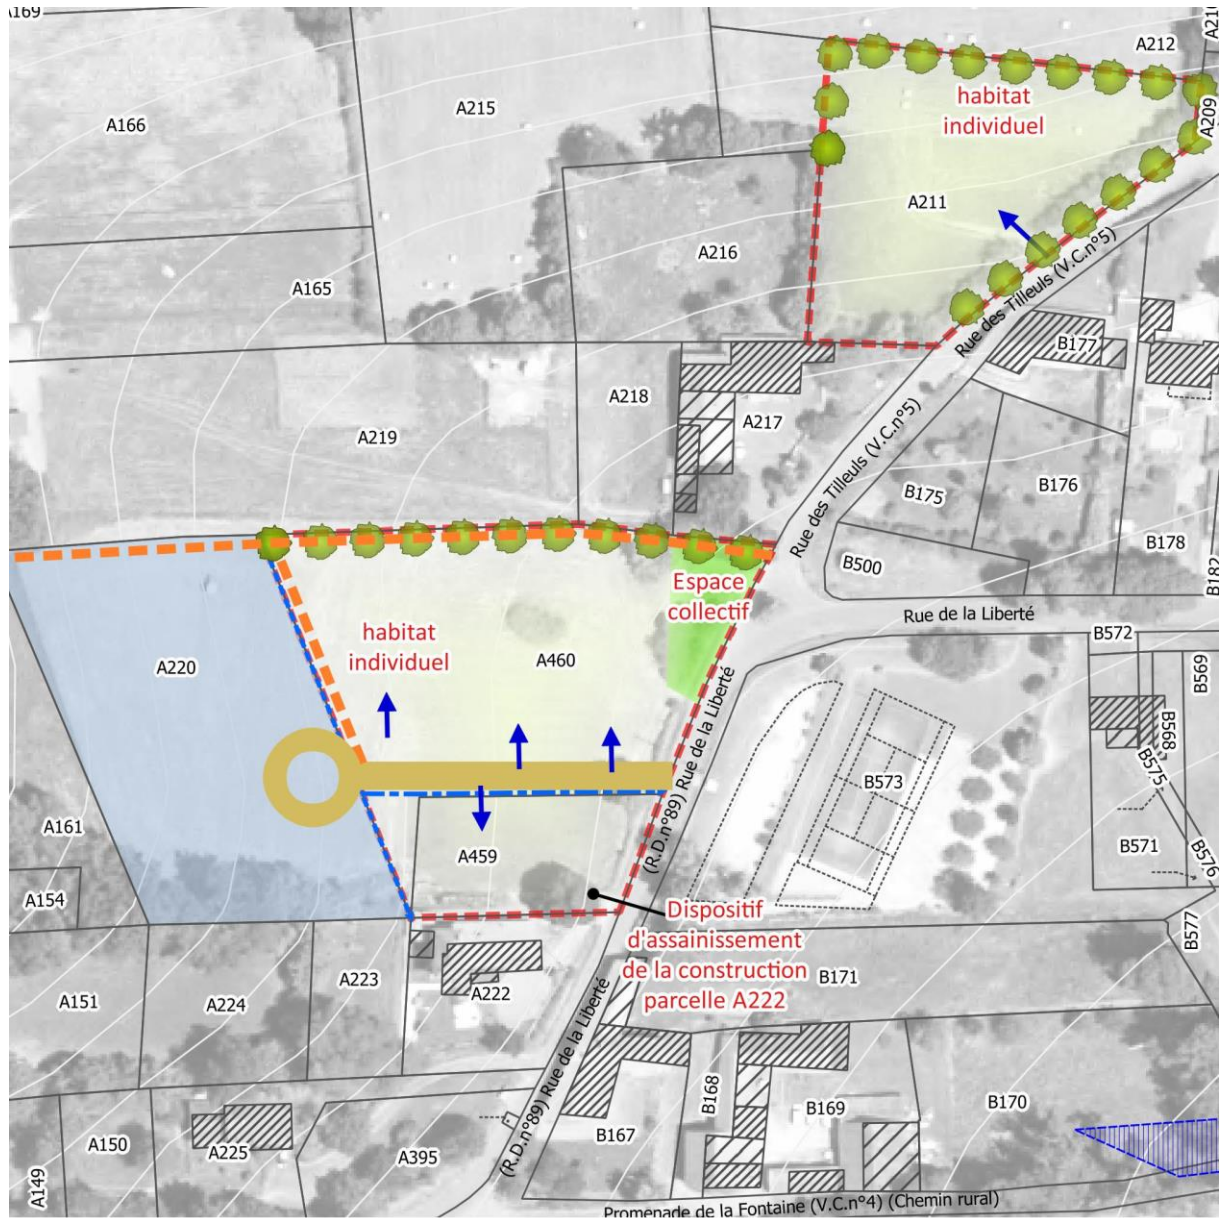 A169
A210
A212
A166
A215
habitat
individuel
A209
A211
A216
A165
Rue des Tilleuls (V.C.n°5)
B177
A218
A217
A219
Rue des Tilleuls (V.C.n°5)
B175
B176
B178
B500
B182
Espace
collectif
Rue de la Liberté
habitat
individuel
A220
A460
B572
B569
(R.D.n°89) Rue de la Liberté
B568
B575
B573
A161
A459
B571
B576
A154
Dispositif
d'assainissement
de la construction
parcelle A222
B577
A151
A224
A223
A222
B171
(R.D.n°89) Rue de la Liberté
B168
B169
B170
A149
A150
A225
A395
B167
Promenade de la Fontaine (V.C.n°4) (Chemin rural)